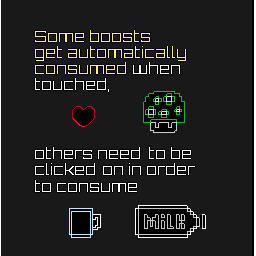 Some boosts
get automatically
consumed when
touched,
others need to be
clicked on in order
to consume
MiLK